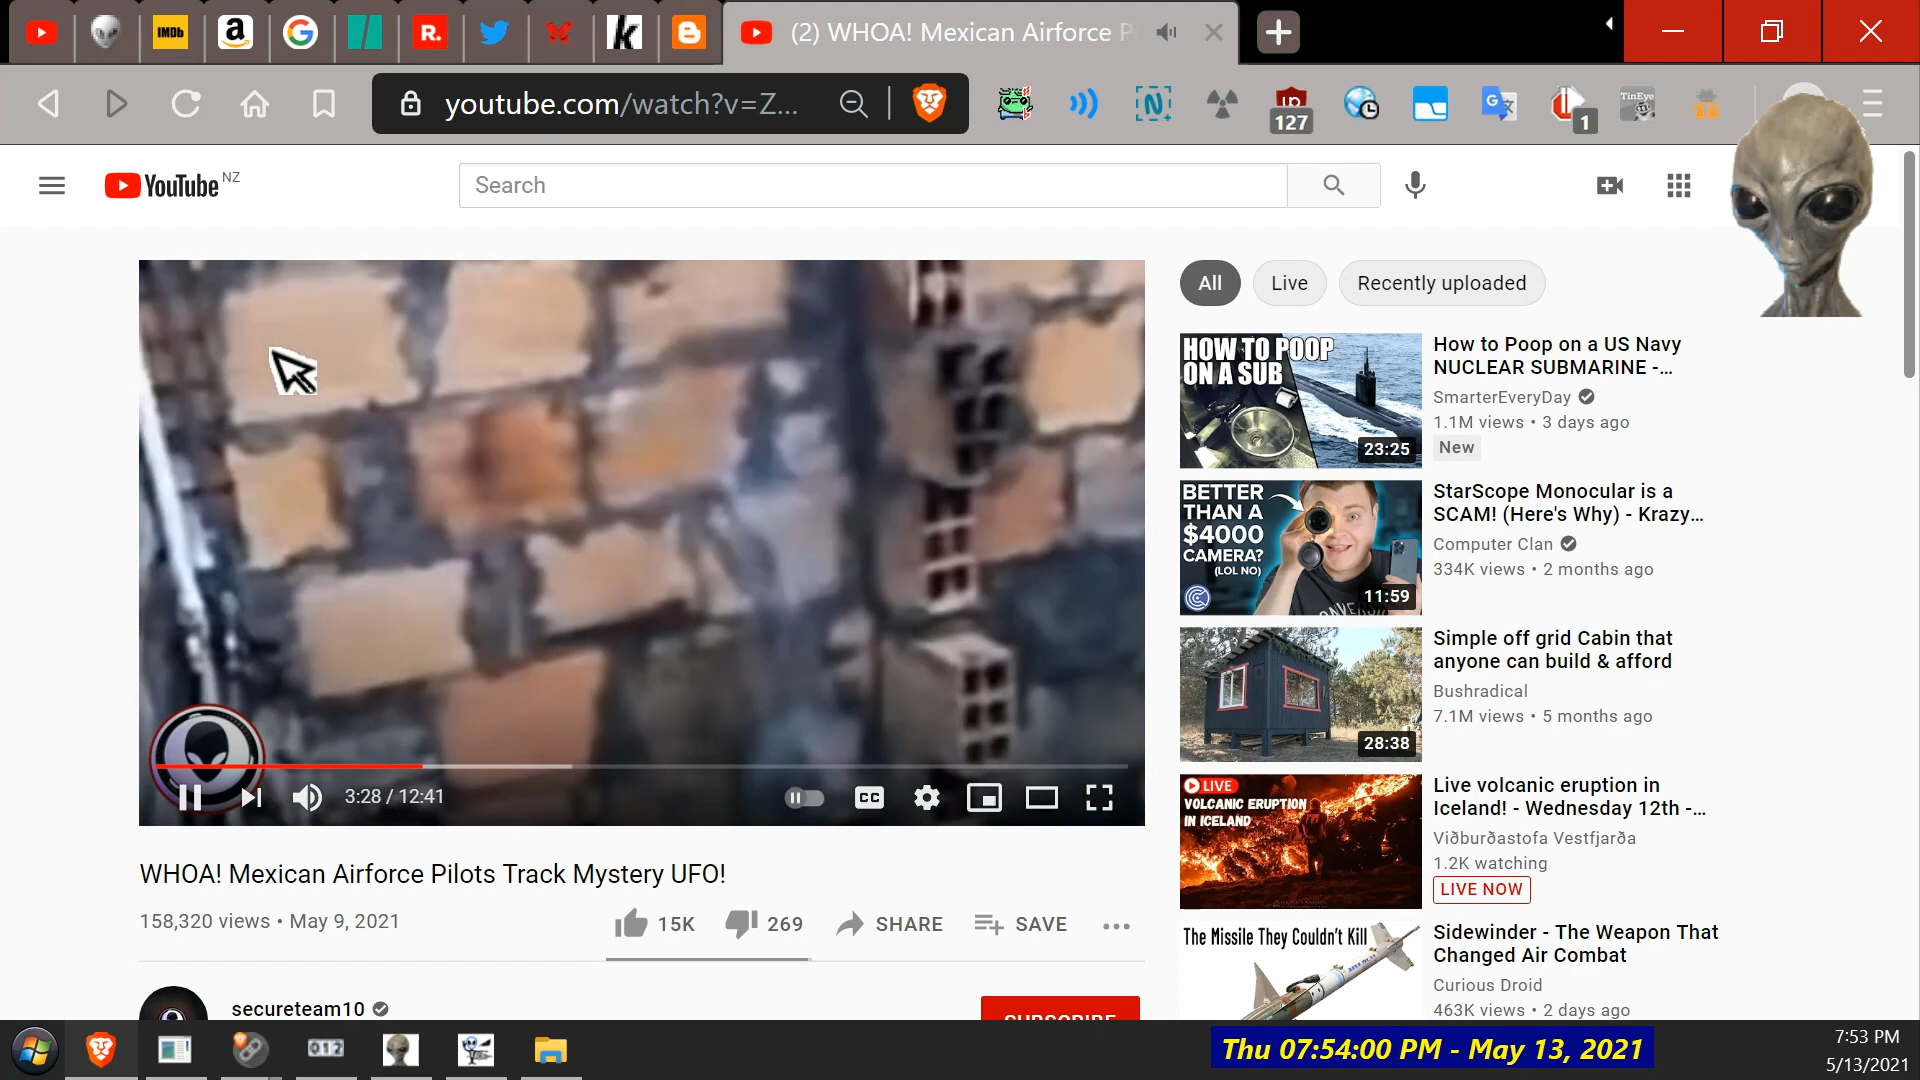 IMDb
a
G
R.
k
(2) WHOA! Mexican Airforce P
youtube.com/watch?v=Z...
N
127
G
1
TinEye
YouTube NZ
Search
All
Live
Recently uploaded
HOW TO POOP
ON A SUB
23:25
How to Poop on a US Navy
NUCLEAR SUBMARINE -...
SmarterEveryDay
1.1M views • 3 days ago
New
BETTER
THAN A
$4000
CAMERA?
(LOL NO)
11:59
StarScope Monocular is a
SCAM! (Here's Why) - Krazy...
Computer Clan
334K views • 2 months ago
28:38
Simple off grid Cabin that
anyone can build & afford
Bushradical
7.1M views • 5 months ago
LIVE
VOLCANIC ERUPTION
IN ICELAND
Live volcanic eruption in
Iceland! - Wednesday 12th -...
Viðburðastofa Vestfjarða
1.2K watching
LIVE NOW
The Missile They Couldn't Kill
Sidewinder - The Weapon That
Changed Air Combat
Curious Droid
463K views • 2 days ago
3:28 / 12:41
CC
WHOA! Mexican Airforce Pilots Track Mystery UFO!
158,320 views • May 9, 2021
15K
269
SHARE
SAVE
secureteam10
SUBSCRIBE
012
Thu 07:54:00 PM - May 13, 2021
7:53 PM
5/13/2021